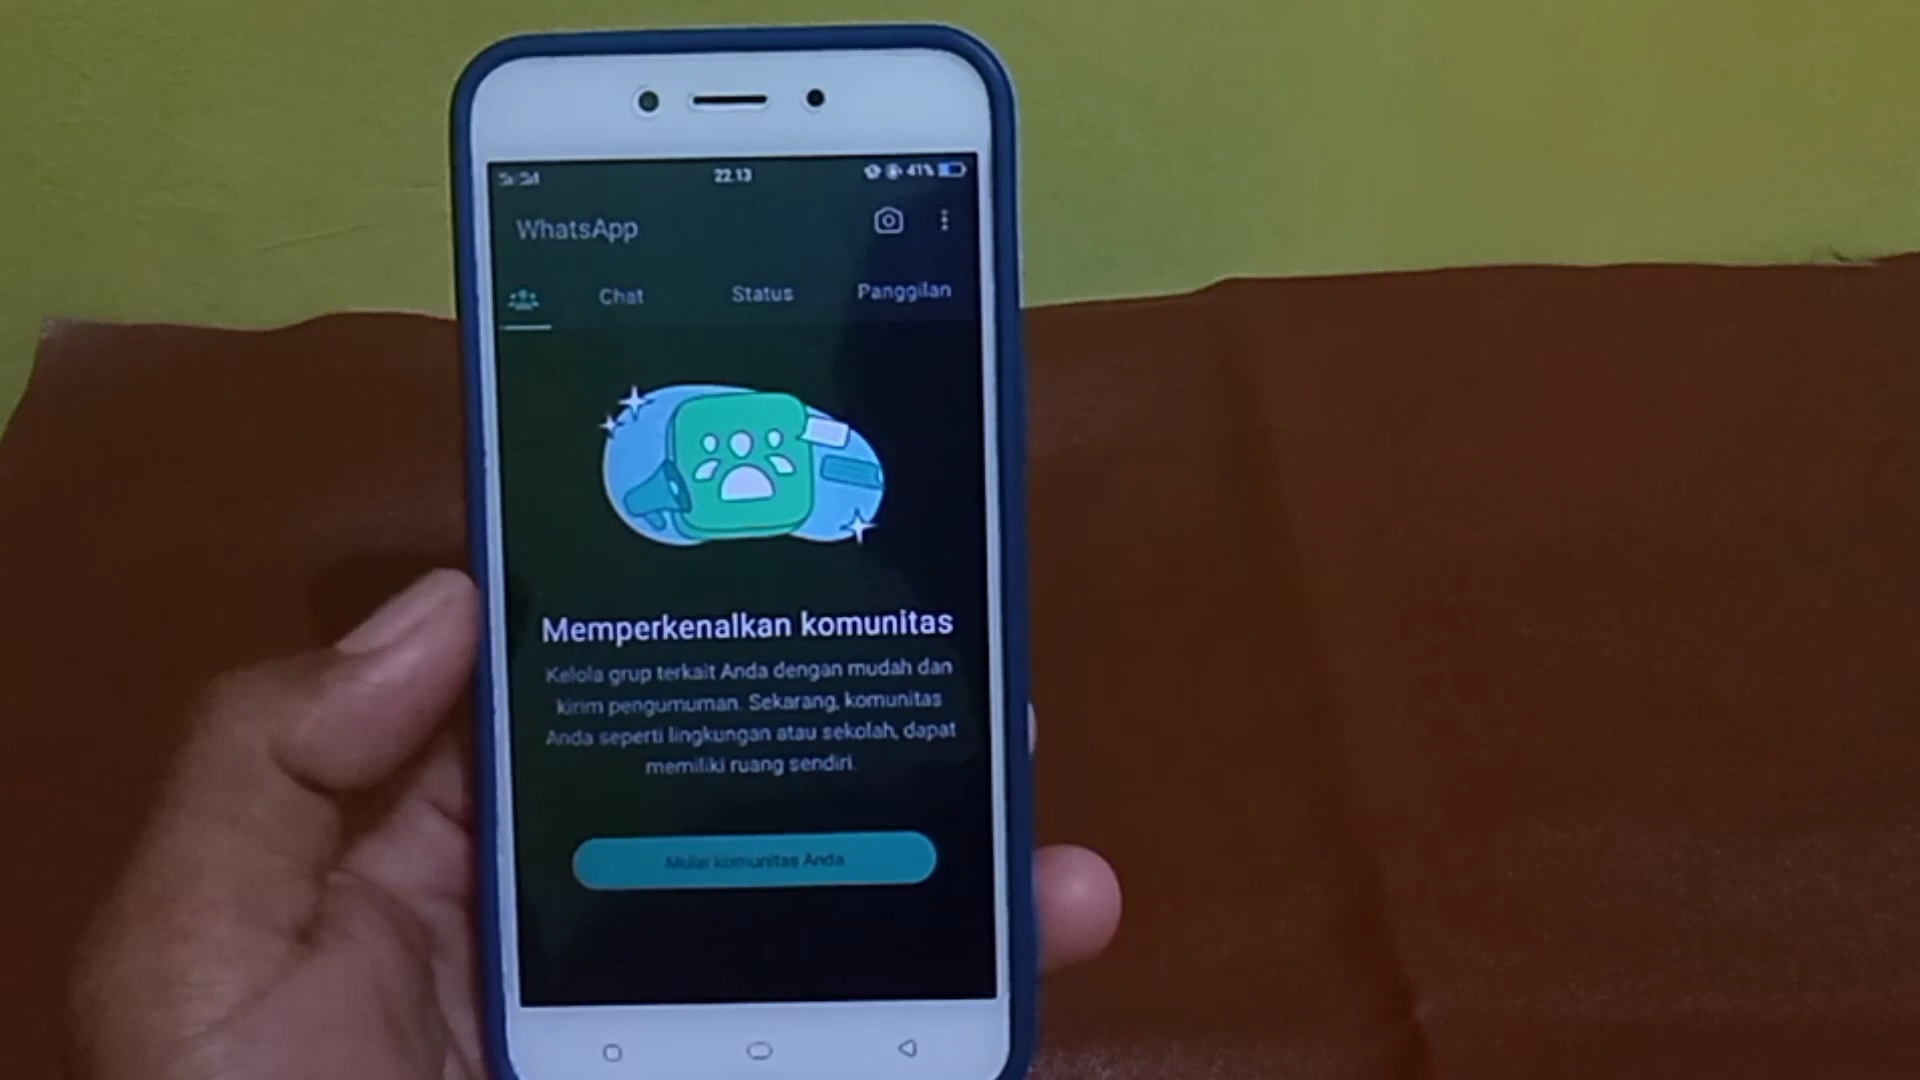 22.13
41%
WhatsApp
Chat
Status
Panggilan
Memperkenalkan komunitas
Kelola grup terkait Anda dengan mudah dan
kirim pengumuman. Sekarang, komunitas
Anda seperti lingkungan atau sekolah, dapat
memiliki ruang sendiri.
Mulai komunitas Anda